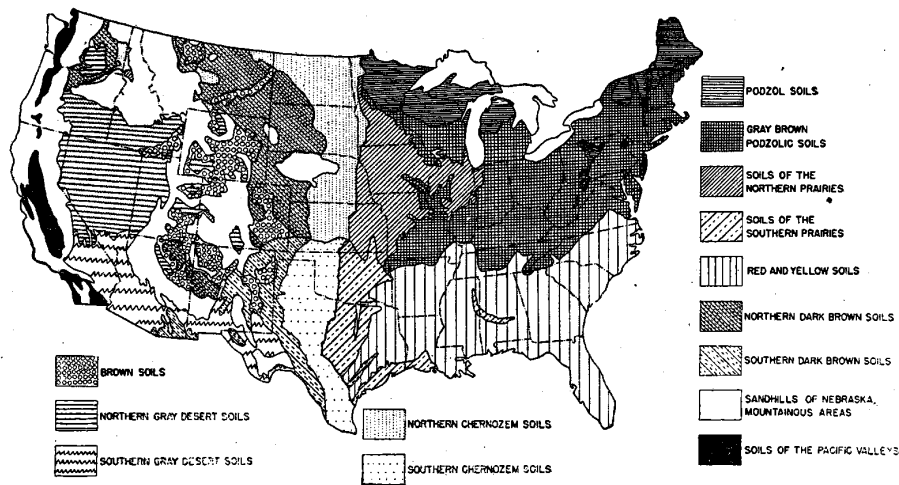 PODZOL SOILS
GRAY BROWN
PODZOLIC SOILS
SOILS OF THE
NORTHERN PRAIRIES
SOILS OF THE
SOUTHERN PRAIRIES
RED AND YELLOW SOILS
NORTHERN DARK BROWN SOILS
SOUTHERN DARK BROWN SOILS
SANDHILLS OF NEBRASKA,
MOUNTAINOUS AREAS
SOILS OF THE PACIFIC VALLEYS
BROWN SOILS
NORTHERN GRAY DESERT SOILS
SOUTHERN GRAY DESERT SOILS
NORTHERN CHERNOZEM SOILS
SOUTHERN CHERNOZEM SOILS